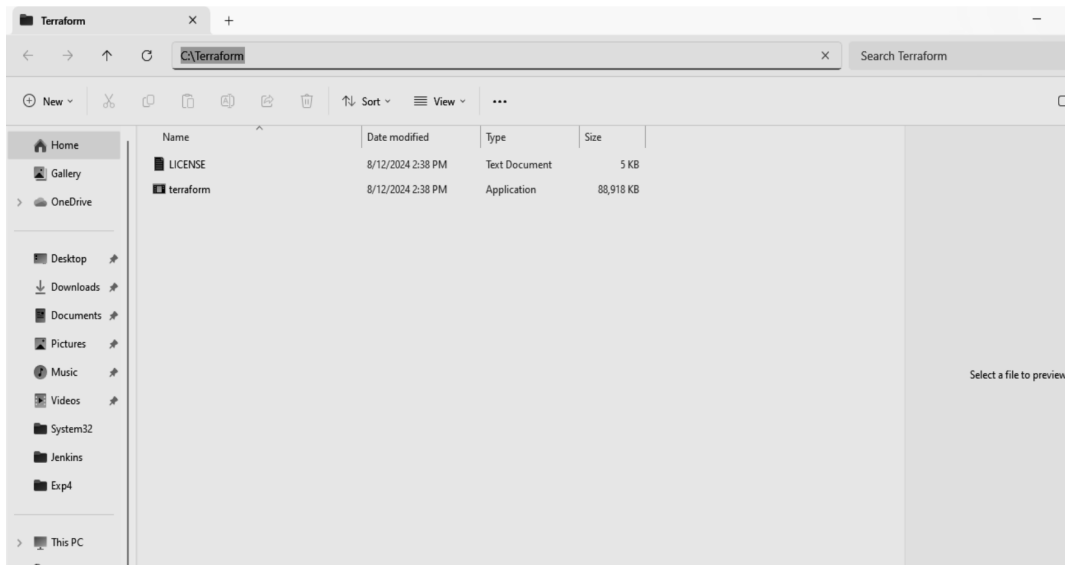 Terraform
C:\Terraform
Search Terraform
New
Sort
View
Name Date modified Type Size
LICENSE 8/12/2024 2:38 PM Text Document 5 KB
terraform 8/12/2024 2:38 PM Application 88,918 KB
Home
Gallery
OneDrive
Desktop
Downloads
Documents
Pictures
Music
Videos
System32
Jenkins
Exp4
This PC
Select a file to preview